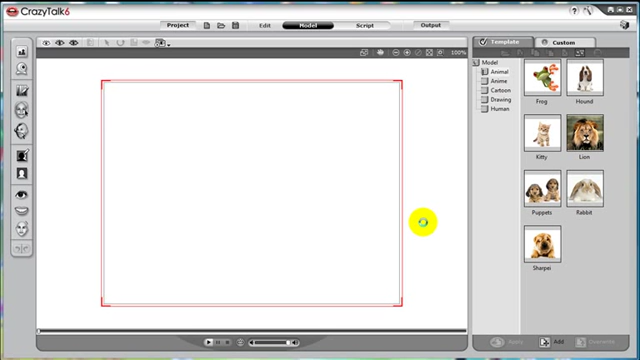 CRAZYTALK6
Project
Edit
Model
Script
Output
100%
Template
Custom
Model
Animal
Anime
Cartoon
Drawing
Human
Frog
Hound
Kitty
Lion
Puppets
Rabbit
Sharpei
Apply
Add
Overwrite